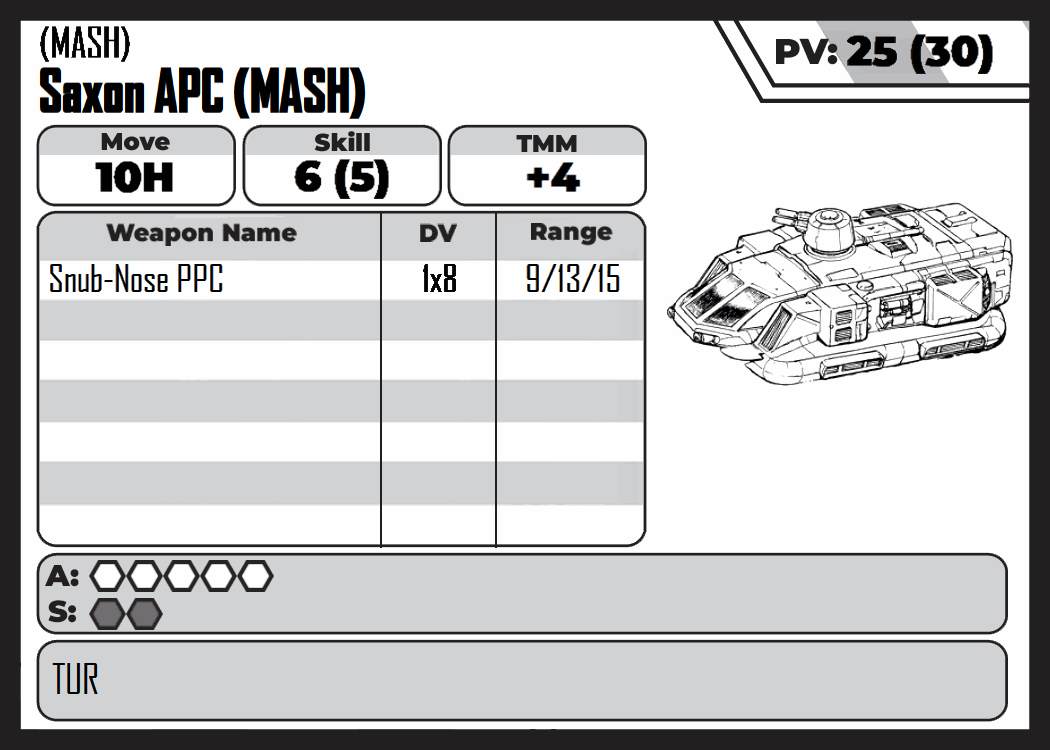 (MASH)
Saxon APC (MASH)
PV: 25 (30)
Move Skill TMM
10H 6 (5) +4
Weapon Name DV Range
Snub-Nose PPC 1x8 9/13/15
A:
S:
TUR